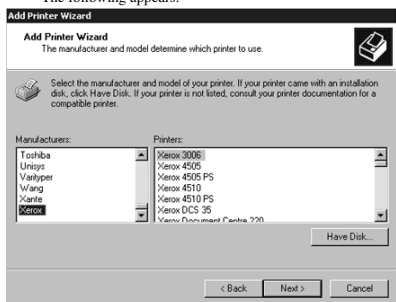 The following appears:
Add Printer Wizard
Add Printer Wizard
The manufacturer and model determine which printer to use.
Select the manufacturer and model of your printer. If your printer came with an installation
disk, click Have Disk. If your printer is not listed, consult your printer documentation for a
compatible printer.
Manufacturers:
Toshiba
Unisys
Varityper
Wang
Xante
Xerox
Printers:
Xerox 3006
Xerox 4505
Xerox 4505 PS
Xerox 4510
Xerox 4510 PS
Xerox DCS 35
Xerox Document Centre 220
Have Disk...
< Back
Next >
Cancel